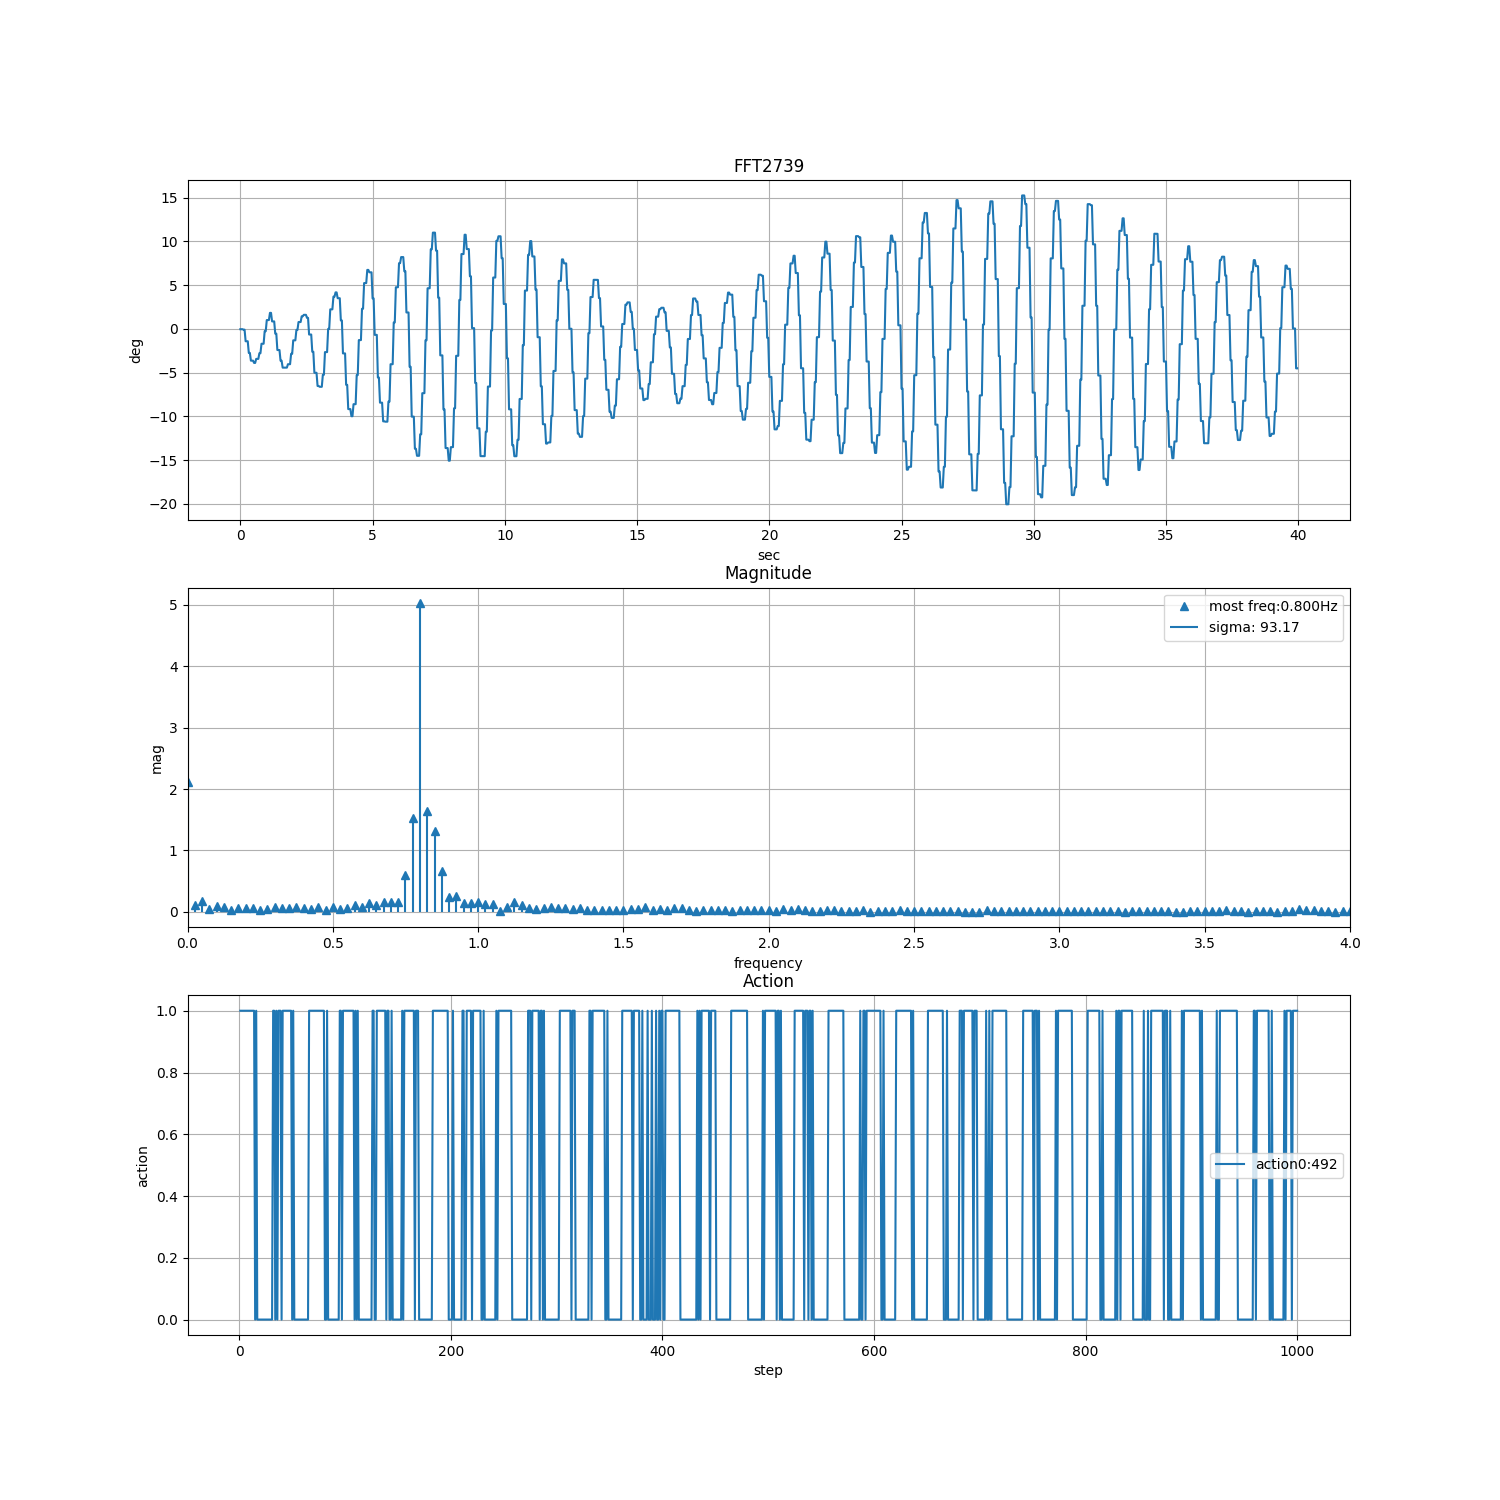 FFT2739
15
10
5
0
−5
−10
−15
−20
deg
0 5 10 15 20 25 30 35 40
sec
Magnitude
5
4
3
2
1
0
mag
most freq:0.800Hz
sigma: 93.17
0.0 0.5 1.0 1.5 2.0 2.5 3.0 3.5 4.0
frequency
Action
1.0
0.8
0.6
0.4
0.2
0.0
action
action0:492
0 200 400 600 800 1000
step